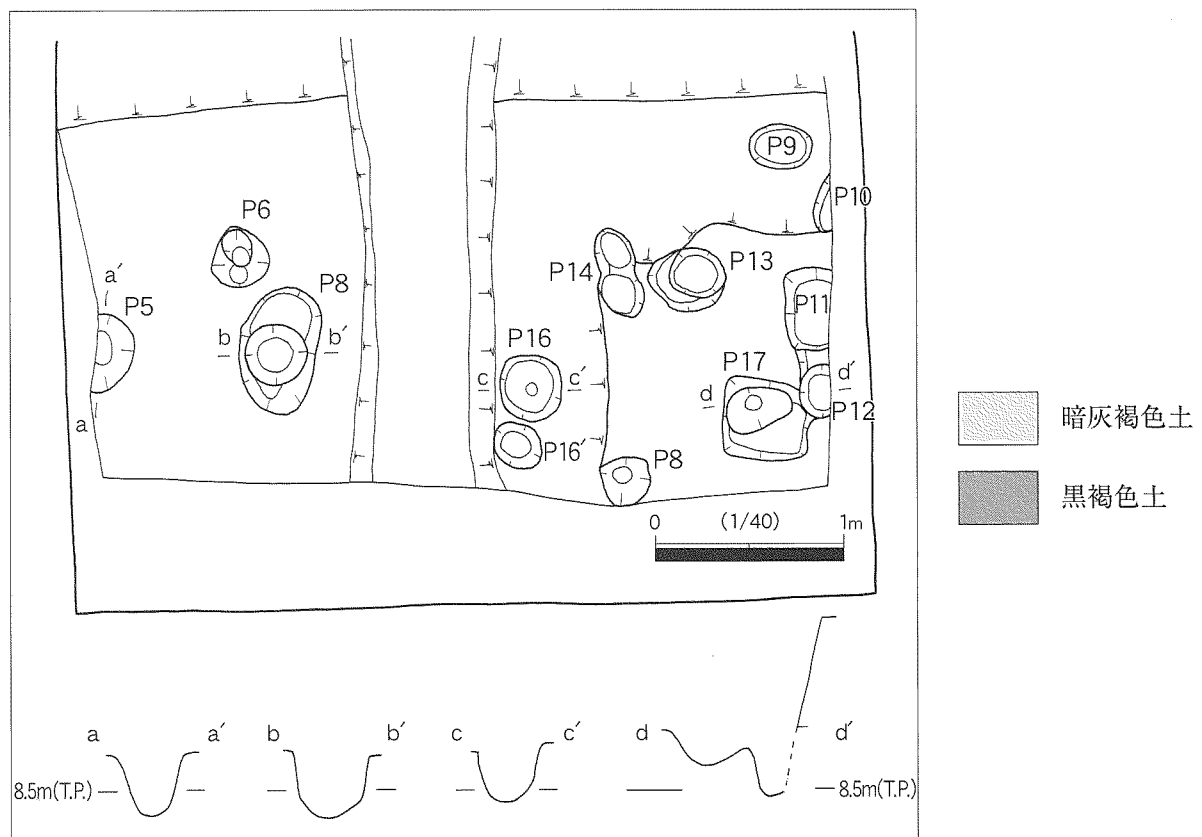 P9
P10
P6
P14
P13
a′
P5
P8
P11
b
b′
P16
P17
c
c′
d
d′
P12
a
P16′
P8
0
(1/40)
1m
暗灰褐色土
黒褐色土
a
a′
b
b′
c
c′
d
d′
8.5m(T.P.)
8.5m(T.P.)